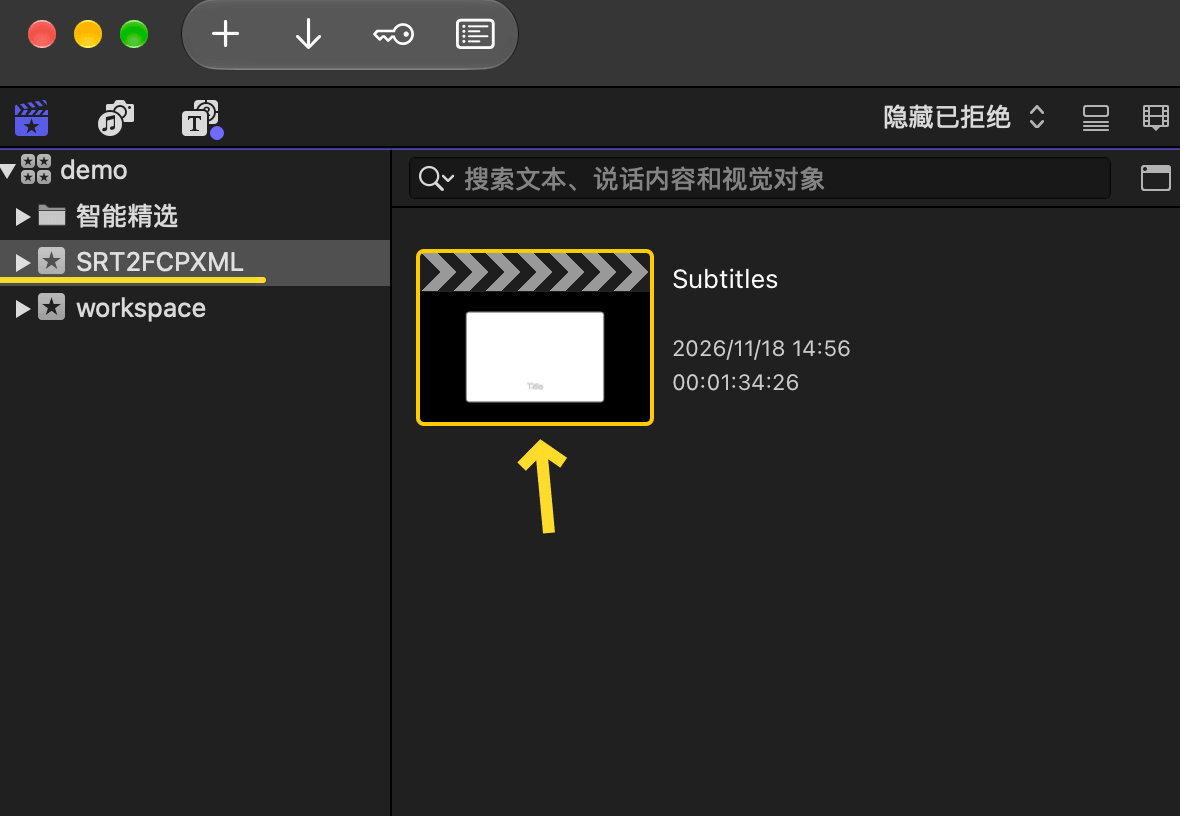 隐藏已拒绝
demo
智能精选
SRT2FCPXML
workspace
搜索文本、说话内容和视觉对象
Title
Subtitles
2026/11/18 14:56
00:01:34:26